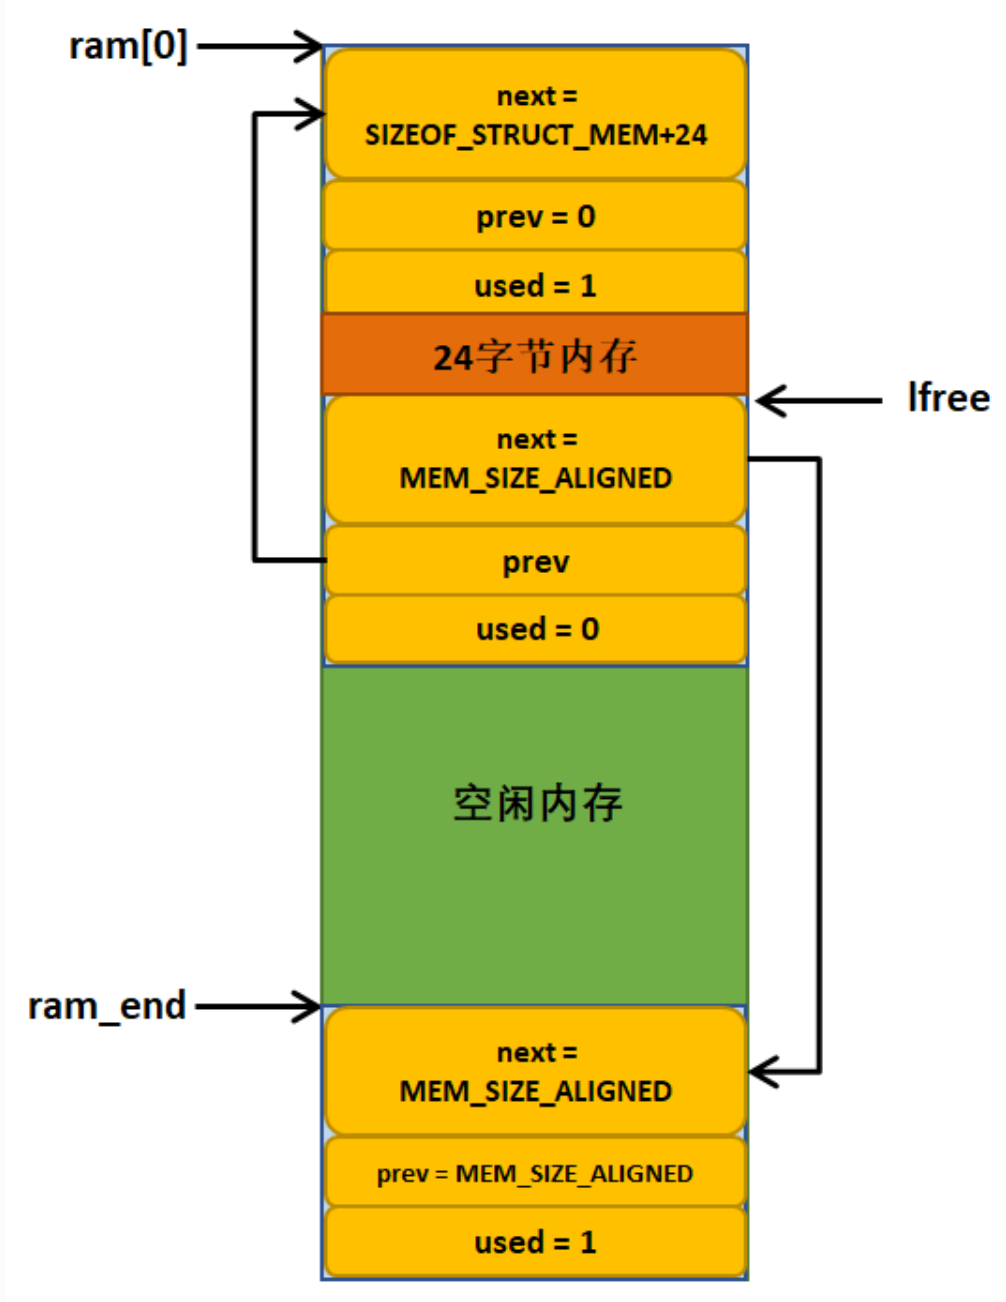 ram[0]
next =
SIZEOF_STRUCT_MEM+24
prev = 0
used = 1
24字节内存
lfree
next =
MEM_SIZE_ALIGNED
prev
used = 0
空闲内存
ram_end
next =
MEM_SIZE_ALIGNED
prev = MEM_SIZE_ALIGNED
used = 1